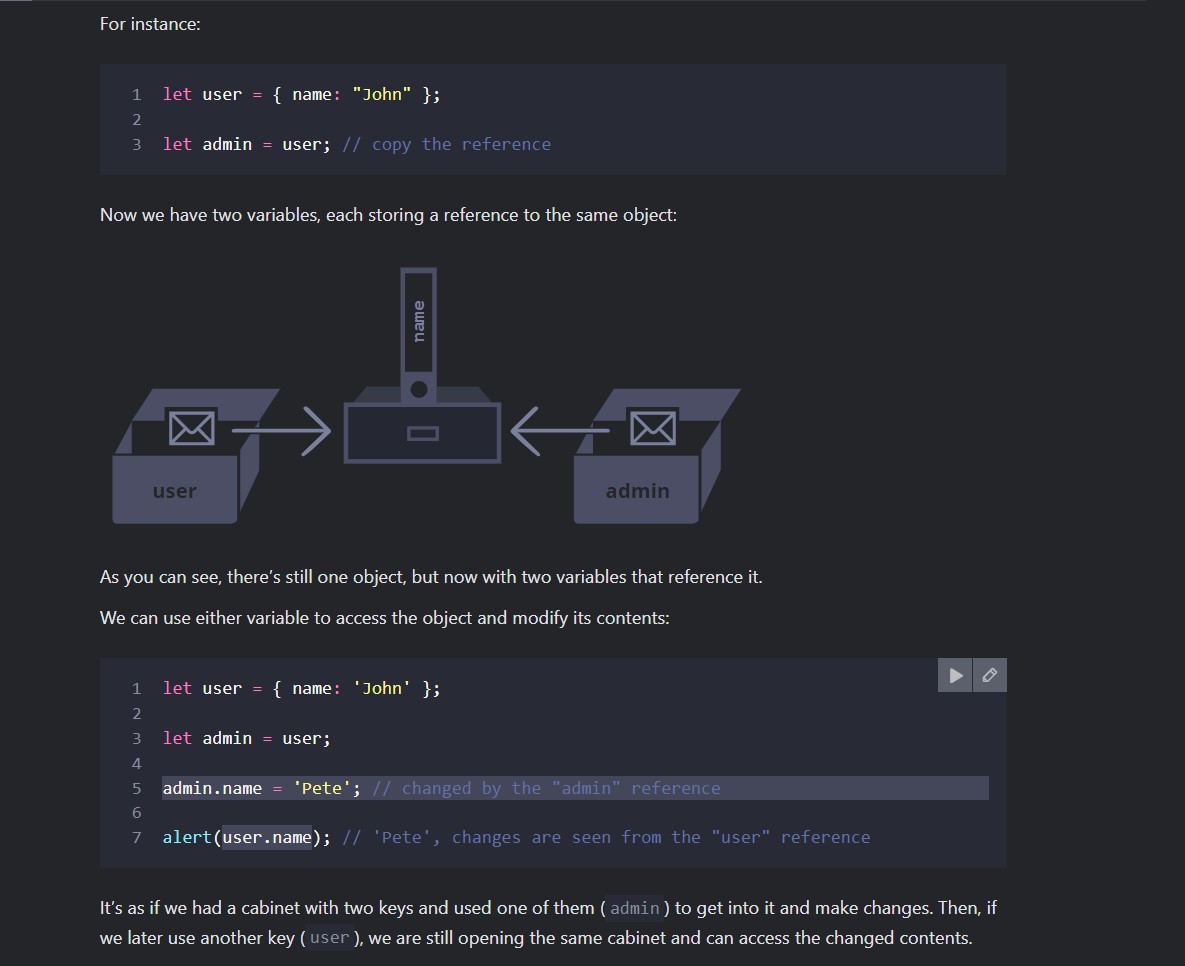 For instance:
1 let user = { name: "John" };
2
3 let admin = user; // copy the reference
Now we have two variables, each storing a reference to the same object:
name
user
admin
As you can see, there’s still one object, but now with two variables that reference it.
We can use either variable to access the object and modify its contents:
1 let user = { name: 'John' };
2
3 let admin = user;
4
5 admin.name = 'Pete'; // changed by the "admin" reference
6
7 alert(user.name); // 'Pete', changes are seen from the "user" reference
It’s as if we had a cabinet with two keys and used one of them (admin) to get into it and make changes. Then, if
we later use another key (user), we are still opening the same cabinet and can access the changed contents.